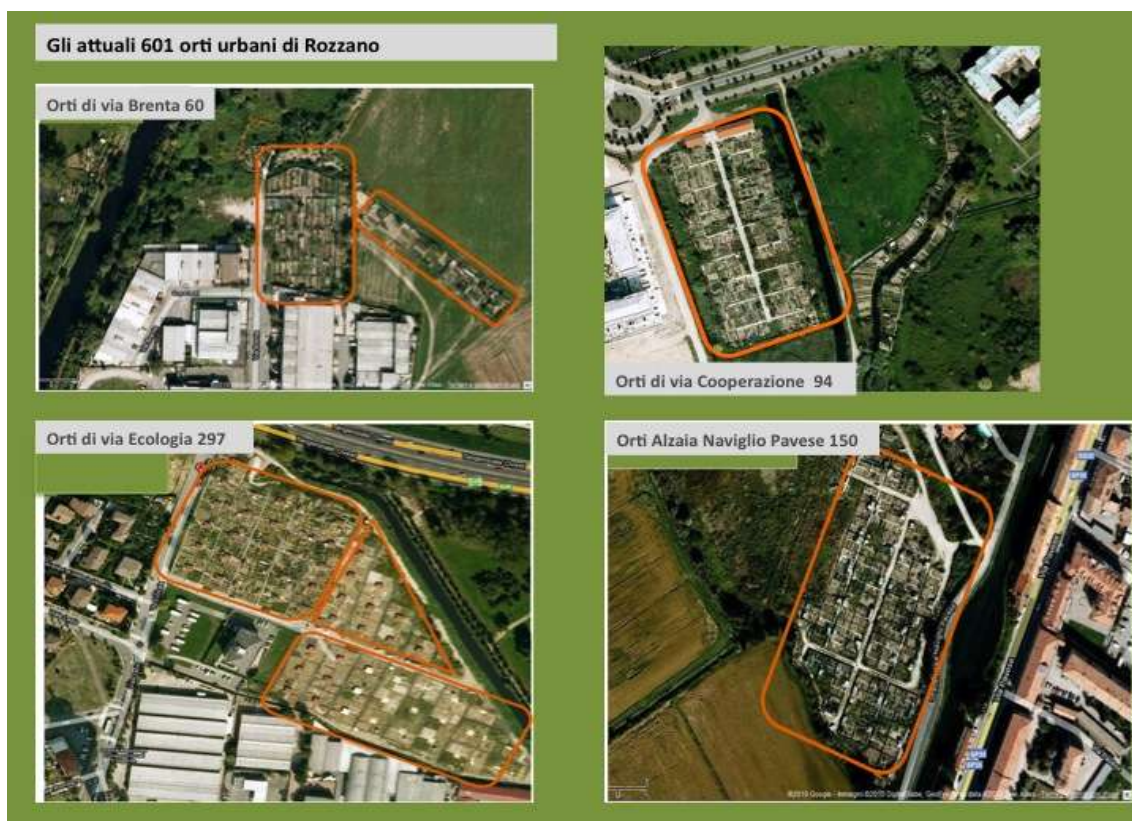 Gli attuali 601 orti urbani di Rozzano
Orti di via Brenta 60
Orti di via Cooperazione 94
Orti di via Ecologia 297
Orti Alzaia Naviglio Pavese 150